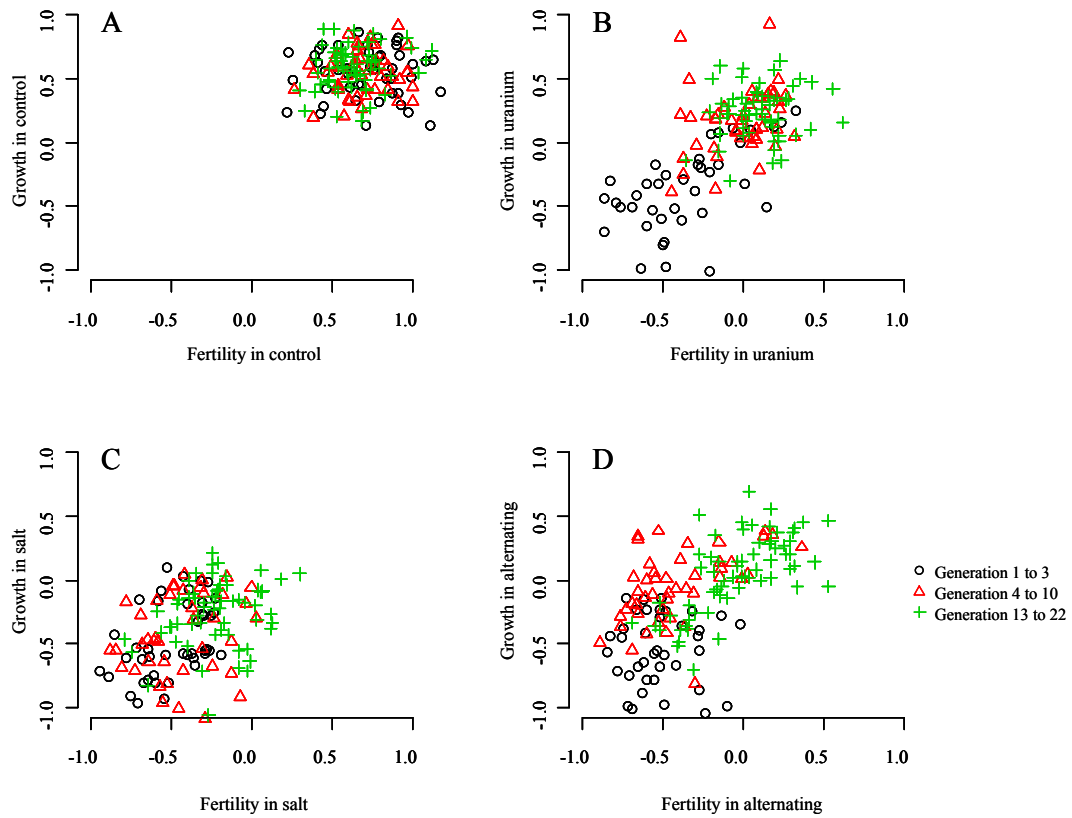 A
1.0
0.5
0.0
-0.5
-1.0
Growth in control
-1.0 -0.5 0.0 0.5 1.0
Fertility in control
B
1.0
0.5
0.0
-0.5
-1.0
Growth in uranium
-1.0 -0.5 0.0 0.5 1.0
Fertility in uranium
C
1.0
0.5
0.0
-0.5
-1.0
Growth in salt
-1.0 -0.5 0.0 0.5 1.0
Fertility in salt
D
1.0
0.5
0.0
-0.5
-1.0
Growth in alternating
-1.0 -0.5 0.0 0.5 1.0
Fertility in alternating
Generation 1 to 3
Generation 4 to 10
Generation 13 to 22